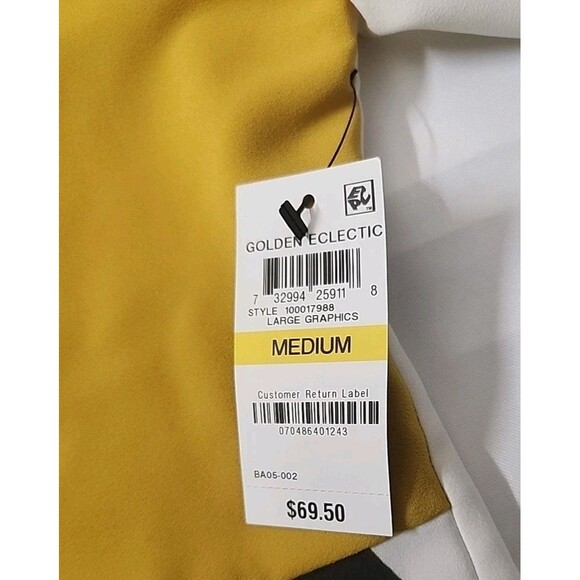 GOLDEN ECLECTIC
7 32994 25911 8
STYLE 100017988
LARGE GRAPHICS
MEDIUM
Customer Return Label
070486401243
BA05-002
$69.50